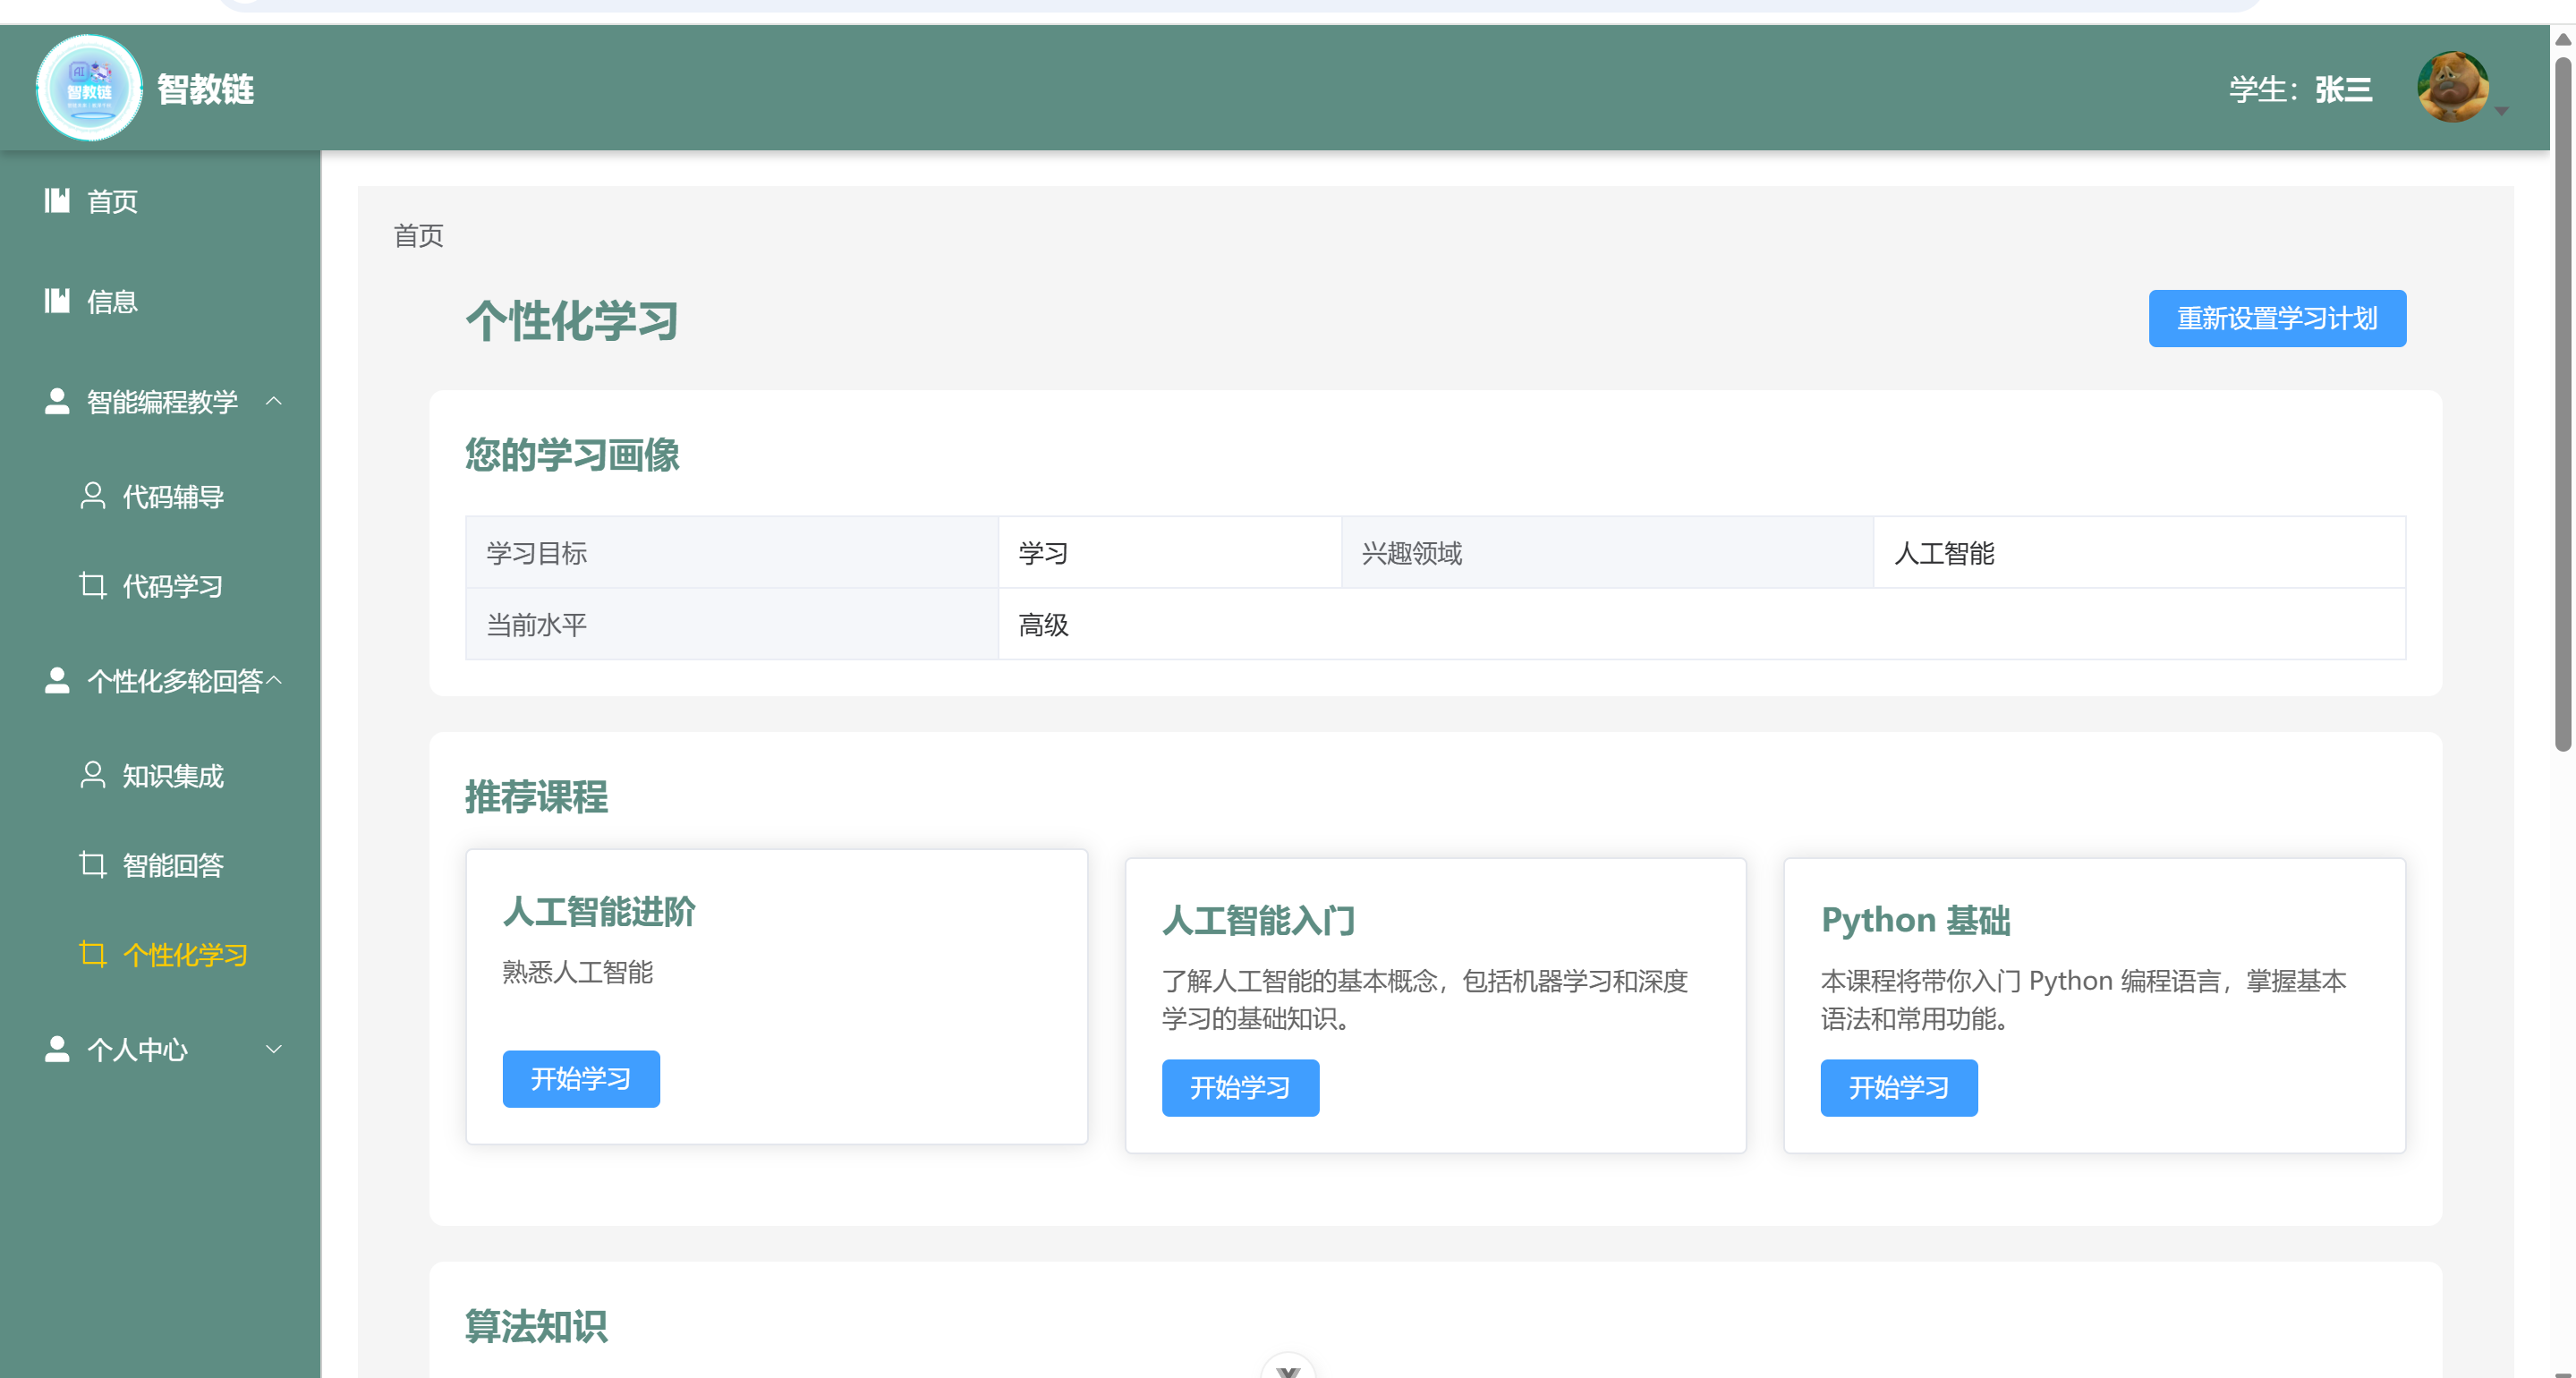 AI
智教链
智教链
学生：张三
首页
信息
智能编程教学
代码辅导
代码学习
个性化多轮回答
知识集成
智能回答
个性化学习
个人中心
首页
个性化学习
重新设置学习计划
您的学习画像
学习目标 学习 兴趣领域 人工智能
当前水平 高级
推荐课程
人工智能进阶
熟悉人工智能
开始学习
人工智能入门
了解人工智能的基本概念，包括机器学习和深度
学习的基础知识。
开始学习
Python 基础
本课程将带你入门 Python 编程语言，掌握基本
语法和常用功能。
开始学习
算法知识